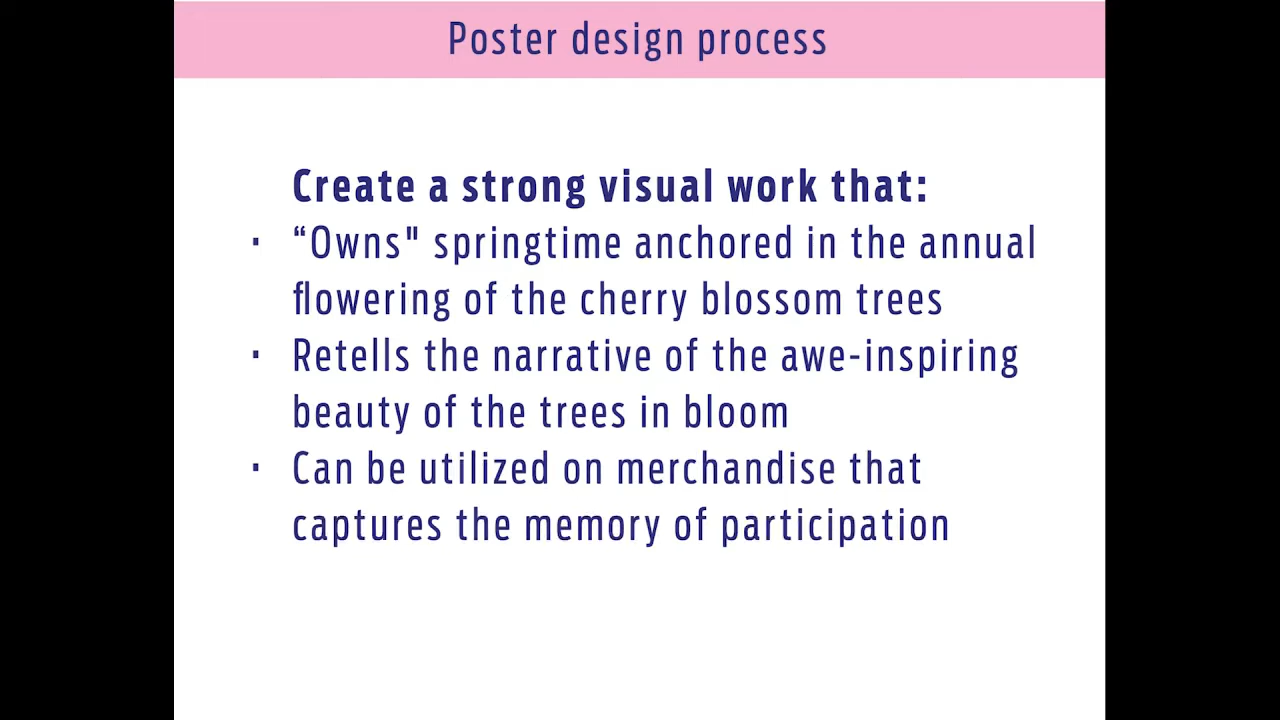 Poster design process
Create a strong visual work that:
· “Owns" springtime anchored in the annual
flowering of the cherry blossom trees
· Retells the narrative of the awe-inspiring
beauty of the trees in bloom
· Can be utilized on merchandise that
captures the memory of participation